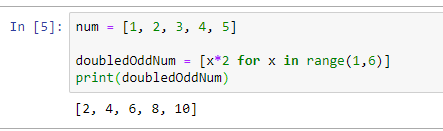 In [5]: num = [1, 2, 3, 4, 5]
doubledOddNum = [x*2 for x in range(1,6)]
print(doubledOddNum)
[2, 4, 6, 8, 10]